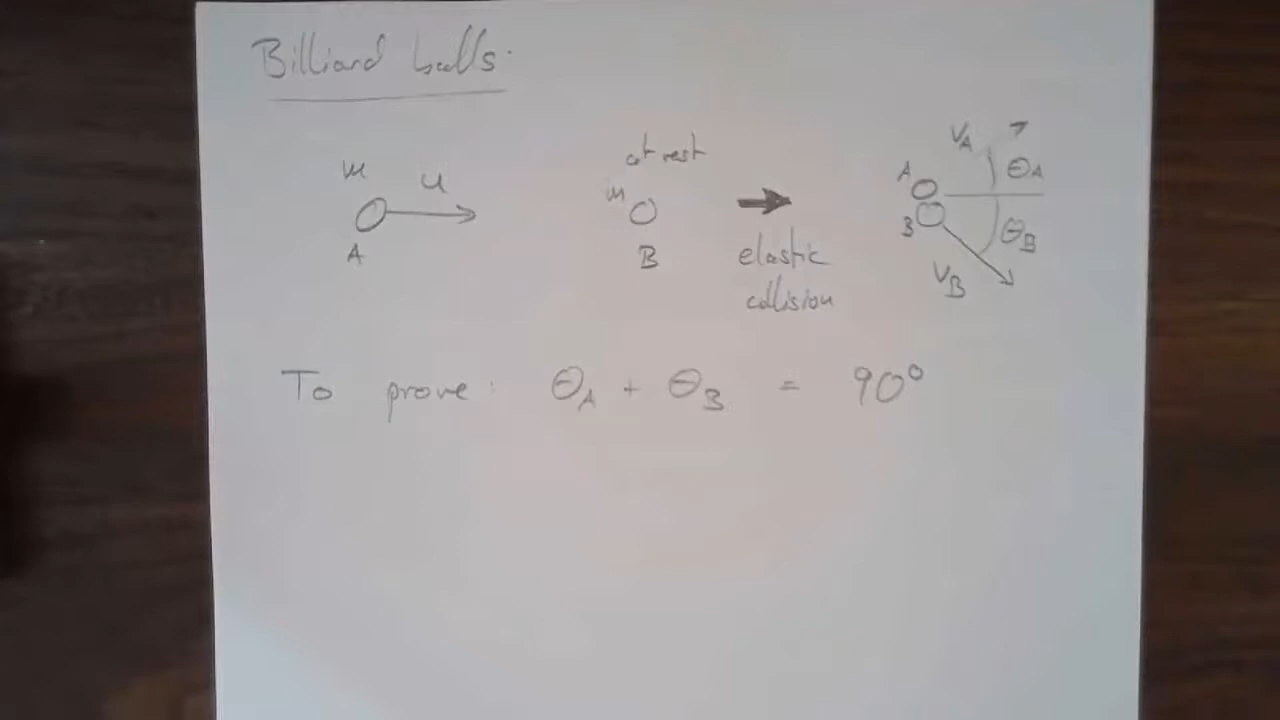 Billiard balls.
at rest
m
u
m
A
B
elastic
collision
V_A
A
θ_A
B
θ_B
V_B
To prove: θ_A + θ_B = 90°